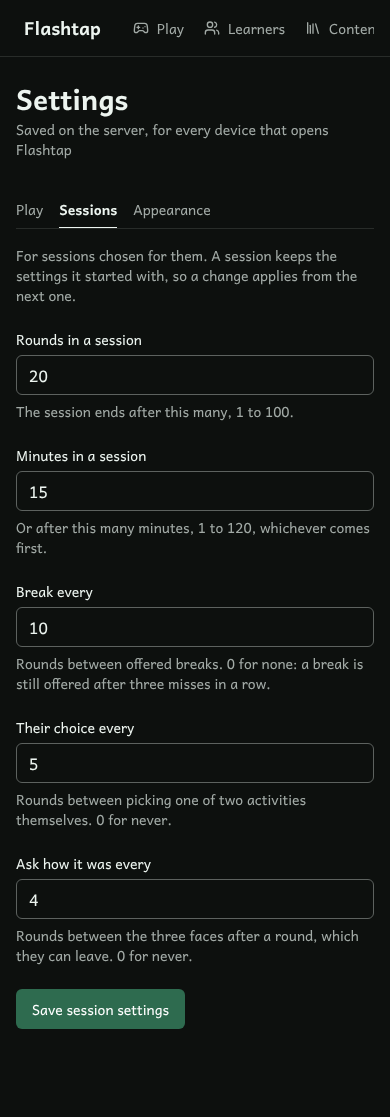 Flashtap Play Learners Conten
Settings
Saved on the server, for every device that opens
Flashtap
Play Sessions Appearance
For sessions chosen for them. A session keeps the
settings it started with, so a change applies from the
next one.
Rounds in a session
20
The session ends after this many, 1 to 100.
Minutes in a session
15
Or after this many minutes, 1 to 120, whichever comes
first.
Break every
10
Rounds between offered breaks. 0 for none: a break is
still offered after three misses in a row.
Their choice every
5
Rounds between picking one of two activities
themselves. 0 for never.
Ask how it was every
4
Rounds between the three faces after a round, which
they can leave. 0 for never.
Save session settings